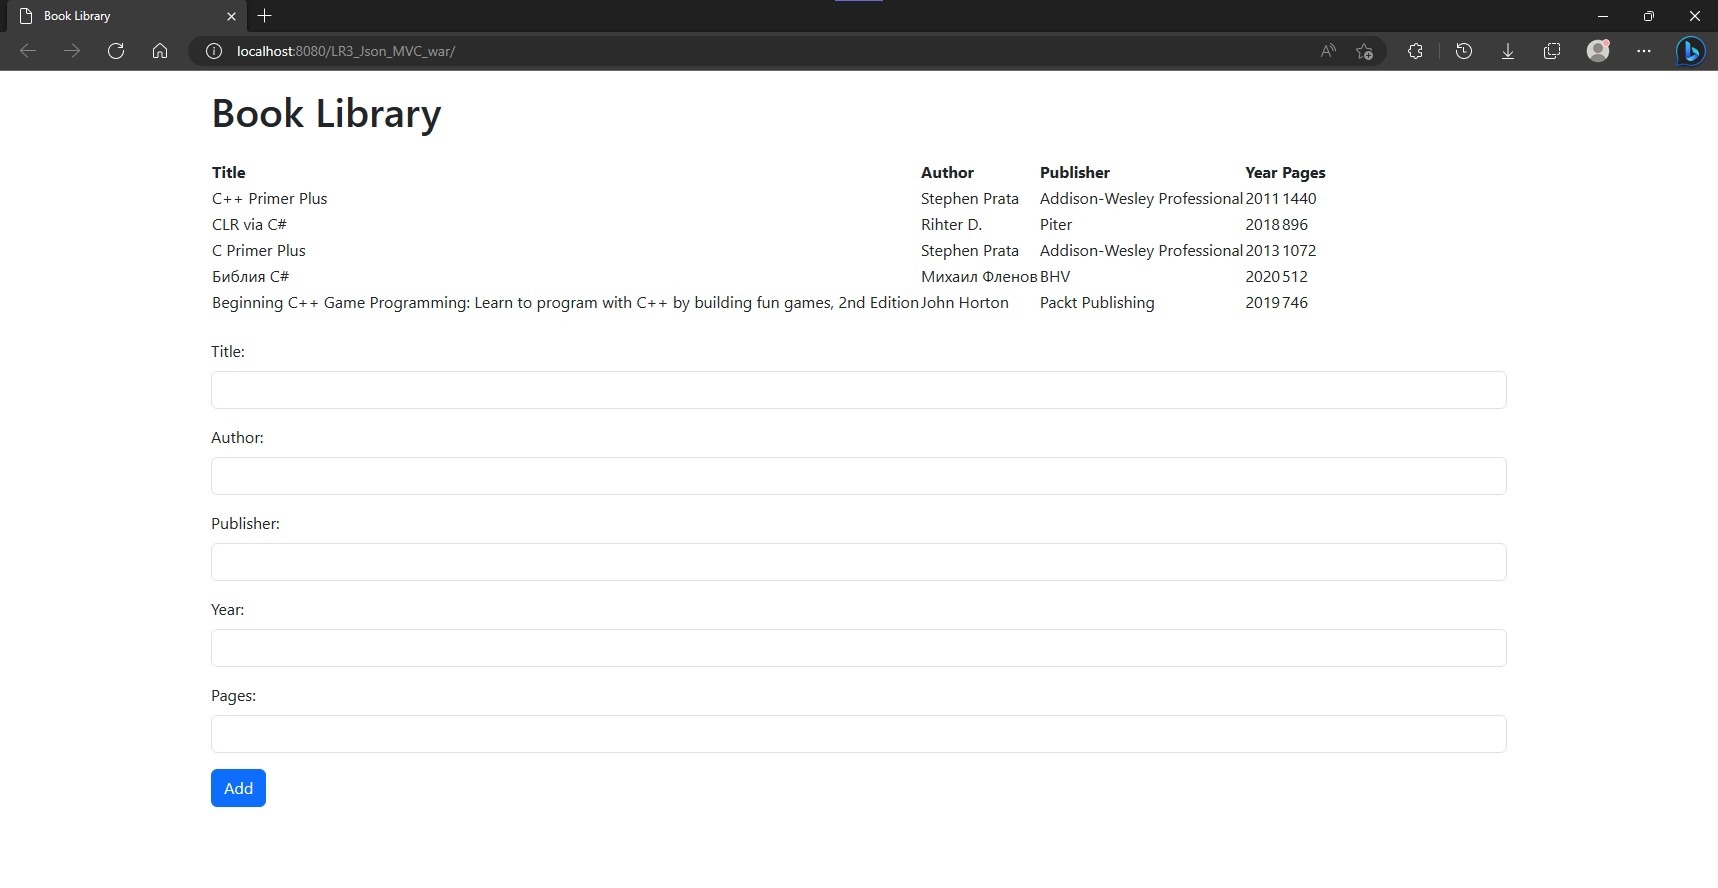 Book Library
localhost:8080/LR3_Json_MVC_war/
Book Library
Title Author Publisher Year Pages
C++ Primer Plus Stephen Prata Addison-Wesley Professional 2011 1440
CLR via C# Rihter D. Piter 2018 896
C Primer Plus Stephen Prata Addison-Wesley Professional 2013 1072
Библия C# Михаил Фленов BHV 2020 512
Beginning C++ Game Programming: Learn to program with C++ by building fun games, 2nd Edition John Horton Packt Publishing 2019 746
Title:
Author:
Publisher:
Year:
Pages:
Add